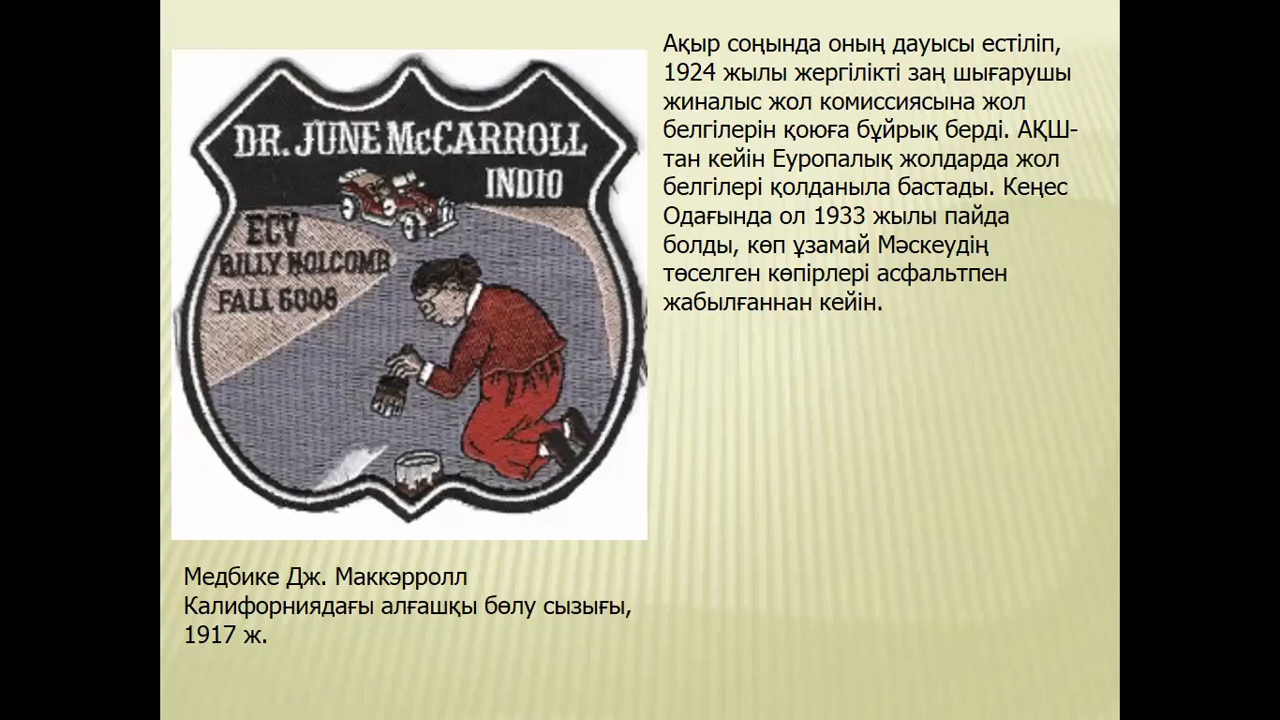 DR. JUNE McCARROLL
INDIO
ECV
BILLY HOLCOMB
FALL 6006
Медбике Дж. Маккэрролл
Калифорниядағы алғашқы бөлу сызығы,
1917 ж.
Ақыр соңында оның дауысы естіліп,
1924 жылы жергілікті заң шығарушы
жиналыс жол комиссиясына жол
белгілерін қоюға бұйрық берді. АҚШ-
тан кейін Еуропалық жолдарда жол
белгілері қолданыла бастады. Кеңес
Одағында ол 1933 жылы пайда
болды, көп ұзамай Мәскеудің
төселген көпірлері асфальтпен
жабылғаннан кейін.